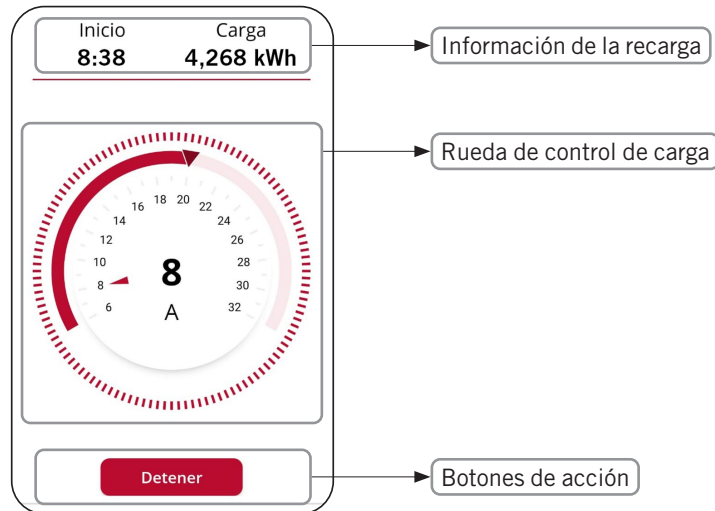 Inicio Carga
8:38 4,268 kWh
Información de la recarga
Rueda de control de carga
18 20
16 22
14 24
12 26
10 28
8 30
6 32
8
A
Detener
Botones de acción